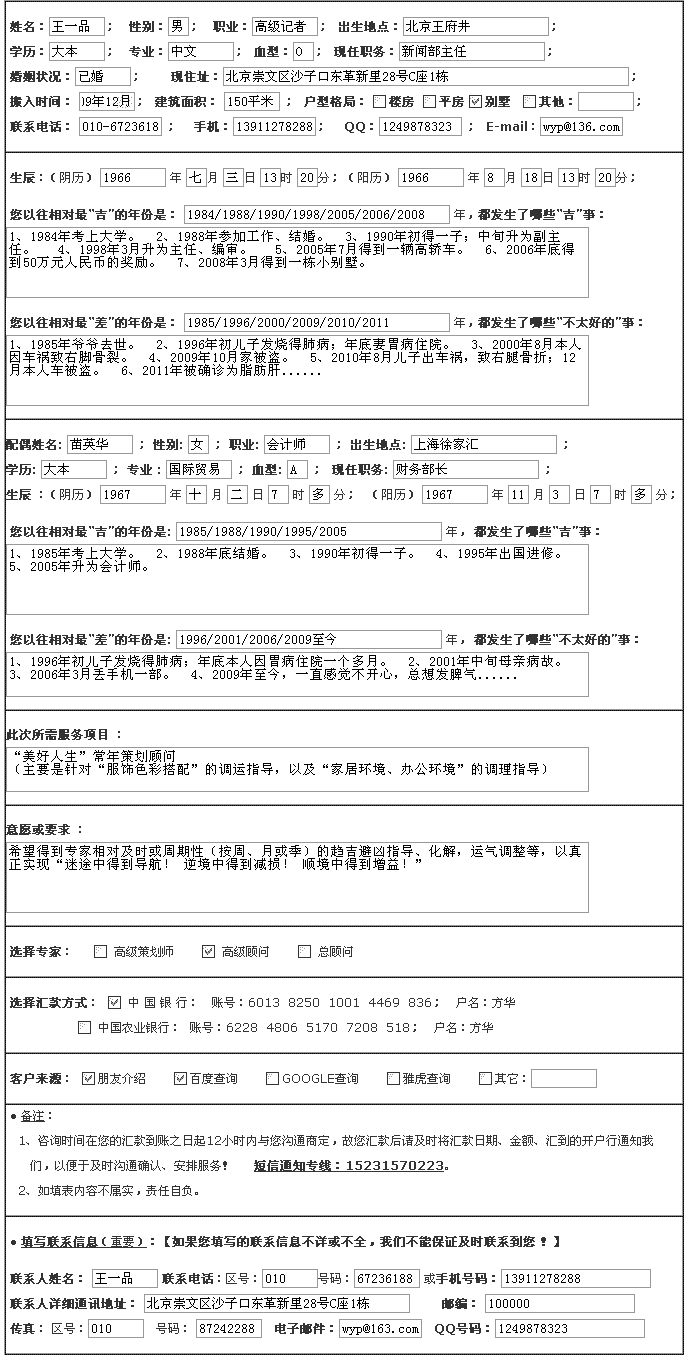 姓名： 王一品 ； 性别： 男 ； 职业： 高级记者 ； 出生地点： 北京王府井 ；
学历： 大本 ； 专业： 中文 ； 血型： O ； 现任职务： 新闻部主任 ；
婚姻状况： 已婚 ； 现住址： 北京崇文区沙子口东革新里28号C座1栋 ；
搬入时间： 09年12月 ； 建筑面积： 150平米 ； 户型格局： 楼房 平房 别墅 其他： ；
联系电话： 010-6723618 ； 手机： 13911278288 ； QQ： 1249878323 ； E-mail： wyp@136.com
生辰：（阴历） 1966 年 七 月 三 日 13 时 20 分；（阳历） 1966 年 8 月 18 日 13 时 20 分；
您以往相对最“吉”的年份是： 1984/1988/1990/1998/2005/2006/2008 年，都发生了哪些“吉”事：
1、1984年考上大学。 2、1988年参加工作、结婚。 3、1990年初得一子；中旬升为副主
任。 4、1998年3月升为主任、编审。 5、2005年7月得到一辆高轿车。 6、2006年底得
到50万元人民币的奖励。 7、2008年3月得到一栋小别墅。
您以往相对最“差”的年份是： 1985/1996/2000/2009/2010/2011 年，都发生了哪些“不太好的”事：
1、1985年爷爷去世。 2、1996年初儿子发烧得肺病；年底妻胃病住院。 3、2000年8月本人
因车祸致右脚骨裂。 4、2009年10月家被盗。 5、2010年8月儿子出车祸，致右腿骨折；12
月本人车被盗。 6、2011年被确诊为脂肪肝......
配偶姓名: 苗英华 ； 性别: 女 ； 职业: 会计师 ； 出生地点: 上海徐家汇 ；
学历: 大本 ； 专业： 国际贸易 ； 血型: A ； 现任职务: 财务部长 ；
生辰：（阴历） 1967 年 十 月 二 日 7 时 多 分； （阳历） 1967 年 11 月 3 日 7 时 多 分；
您以往相对最“吉”的年份是: 1985/1988/1990/1995/2005 年，都发生了哪些“吉”事：
1、1985年考上大学。 2、1988年底结婚。 3、1990年初得一子。 4、1995年出国进修。
5、2005年升为会计师。
您以往相对最“差”的年份是: 1996/2001/2006/2009至今 年，都发生了哪些“不太好的”事：
1、1996年初儿子发烧得肺病；年底本人因胃病住院一个多月。 2、2001年中旬母亲病故。
3、2006年3月丢手机一部。 4、2009年至今，一直感觉不开心，总想发脾气......
此次所需服务项目 ：
“美好人生”常年策划顾问
（主要是针对“服饰色彩搭配”的调运指导，以及“家居环境、办公环境”的调理指导）
意愿或要求 ：
希望得到专家相对及时或周期性（按周、月或季）的趋吉避凶指导、化解，运气调整等，以真
正实现“迷途中得到导航！ 逆境中得到减损！ 顺境中得到增益！”
选择专家： 高级策划师 高级顾问 总顾问
选择汇款方式： 中 国 银 行： 账号：6013 8250 1001 4469 836； 户名：方华
中国农业银行： 账号：6228 4806 5170 7208 518； 户名：方华
客户来源： 朋友介绍 百度查询 GOOGLE查询 雅虎查询 其它：
● 备注：
1、咨询时间在您的汇款到账之日起12小时内与您沟通商定，故您汇款后请及时将汇款日期、金额、汇到的开户行通知我
们，以便于及时沟通确认、安排服务！ 短信通知专线：15231570223。
2、如填表内容不属实，责任自负。
● 填写联系信息（重要）：【如果您填写的联系信息不详或不全，我们不能保证及时联系到您！】
联系人姓名： 王一品 联系电话：区号： 010 号码： 67236188 或手机号码： 13911278288
联系人详细通讯地址： 北京崇文区沙子口东革新里28号C座1栋 邮编： 100000
传真： 区号： 010 号码： 87242288 电子邮件： wyp@163.com QQ号码： 1249878323